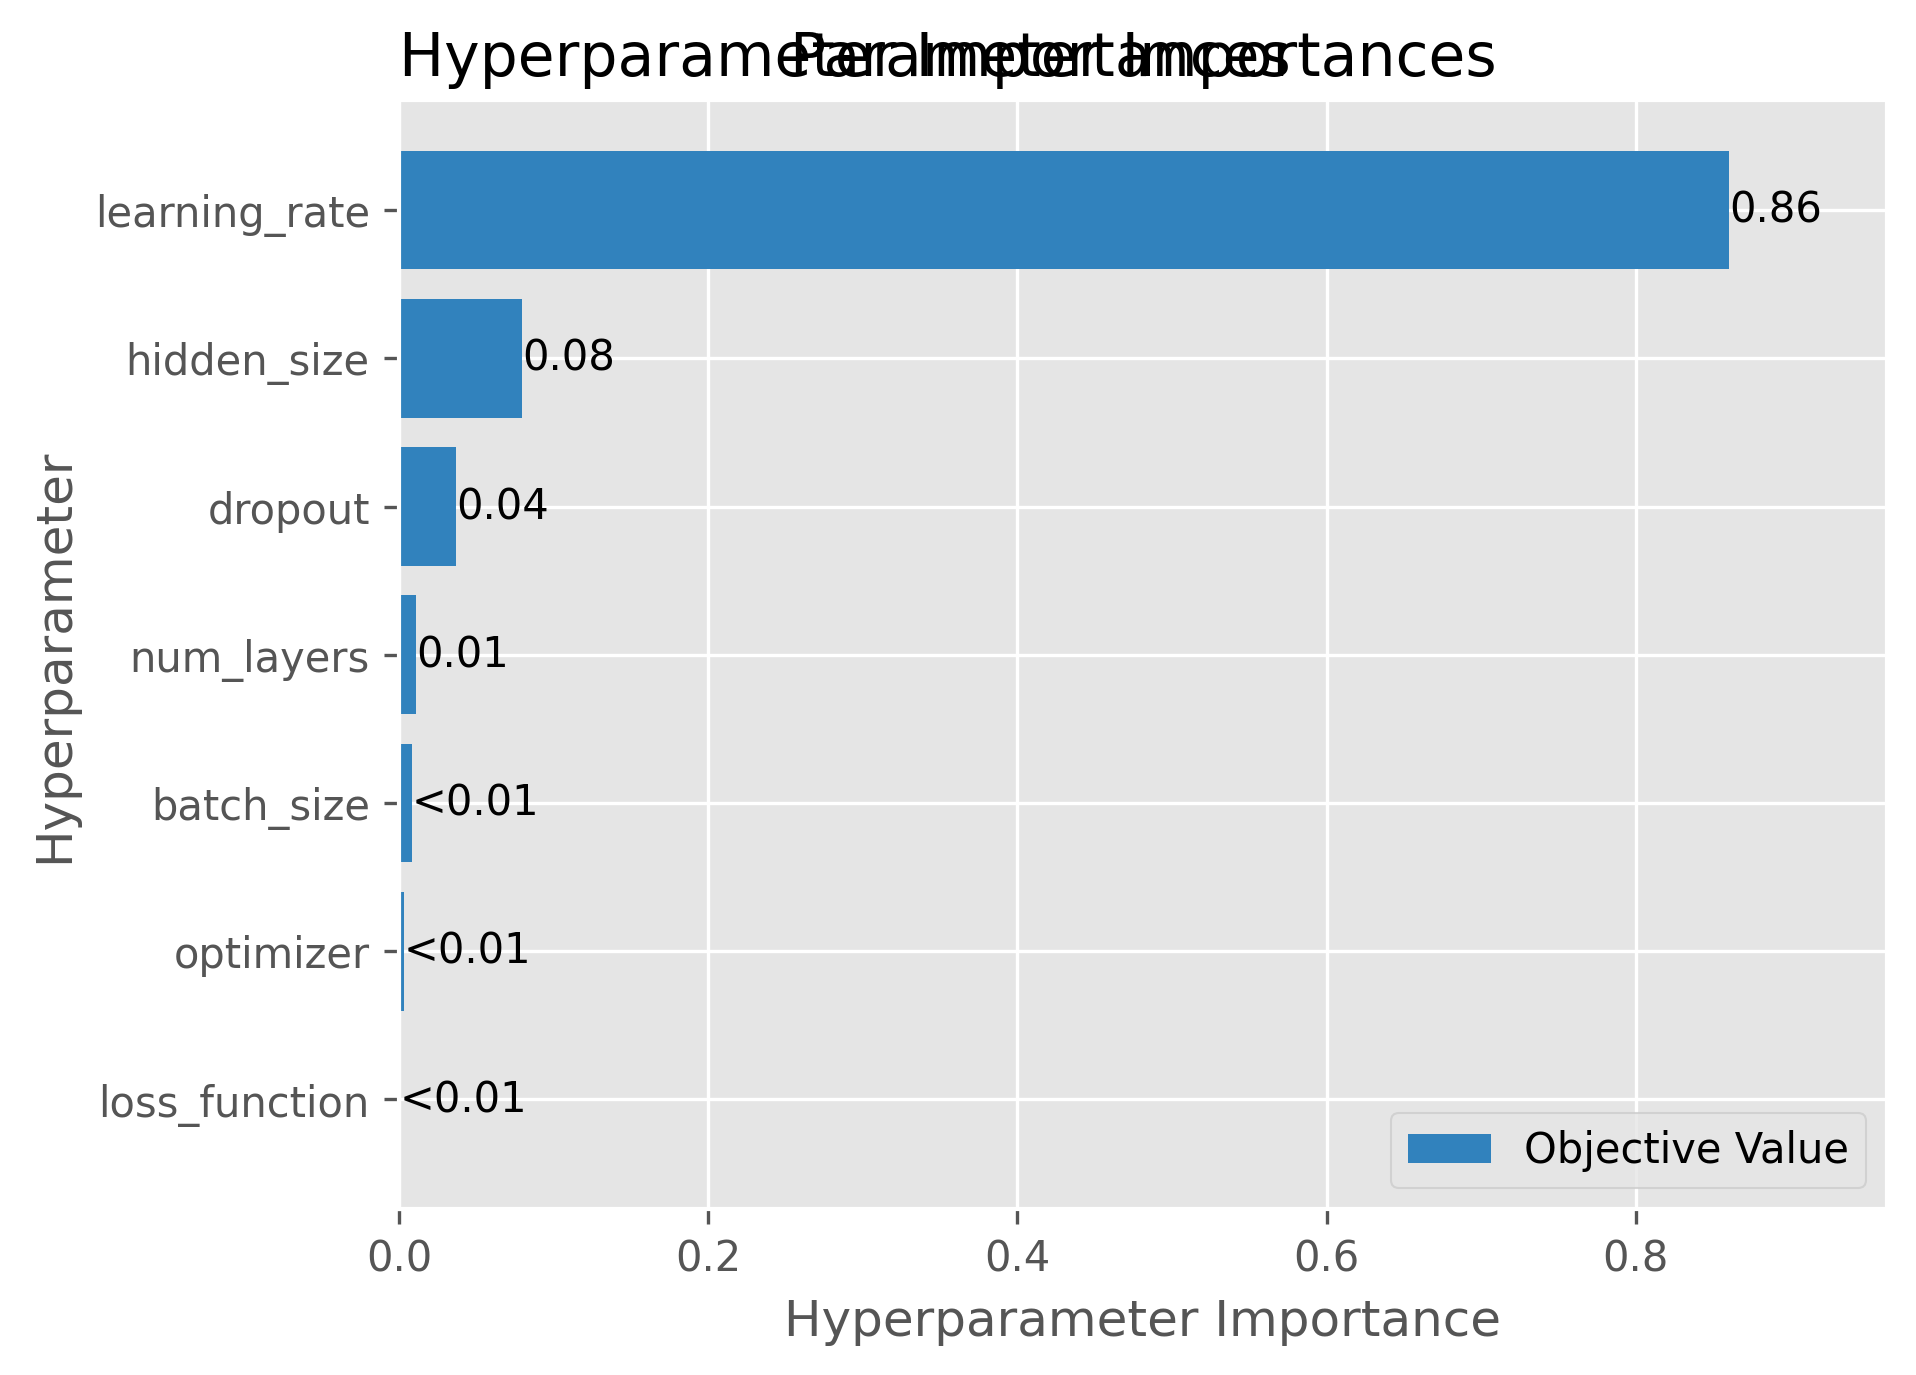 Hyperparameter Importances
Parameter Importances
learning_rate
0.86
hidden_size
0.08
dropout
0.04
num_layers
0.01
batch_size
<0.01
optimizer
<0.01
loss_function
<0.01
Hyperparameter
Objective Value
0.0 0.2 0.4 0.6 0.8
Hyperparameter Importance